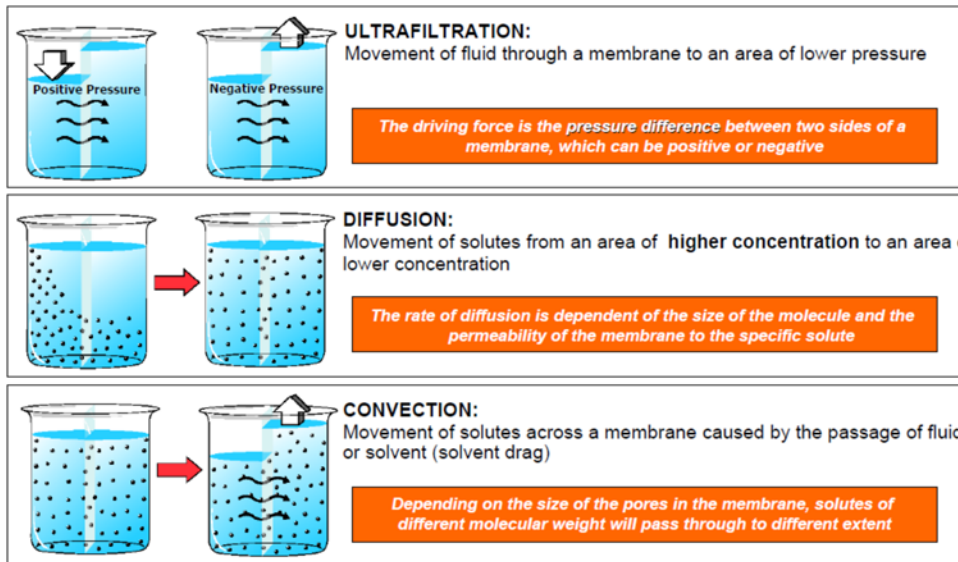 ULTRAFILTRATION:
Movement of fluid through a membrane to an area of lower pressure
Positive Pressure
Negative Pressure
The driving force is the pressure difference between two sides of a
membrane, which can be positive or negative
DIFFUSION:
Movement of solutes from an area of higher concentration to an area
lower concentration
The rate of diffusion is dependent of the size of the molecule and the
permeability of the membrane to the specific solute
CONVECTION:
Movement of solutes across a membrane caused by the passage of fluid
or solvent (solvent drag)
Depending on the size of the pores in the membrane, solutes of
different molecular weight will pass through to different extent